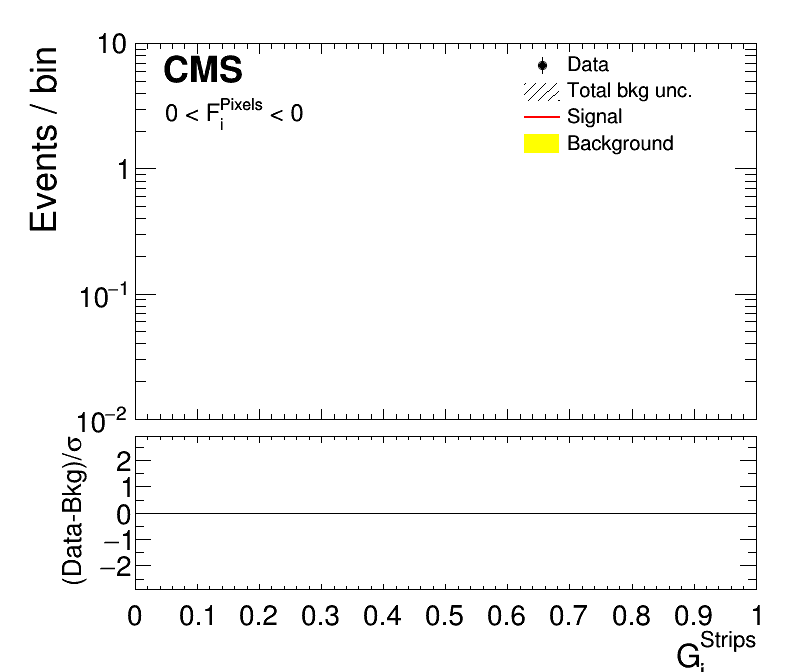 Events / bin
10
1
10⁻¹
10⁻²
CMS
0 < F_i^Pixels < 0
Data
Total bkg unc.
Signal
Background
(Data-Bkg)/σ
2
1
0
−1
−2
0 0.1 0.2 0.3 0.4 0.5 0.6 0.7 0.8 0.9 1
G_i^Strips